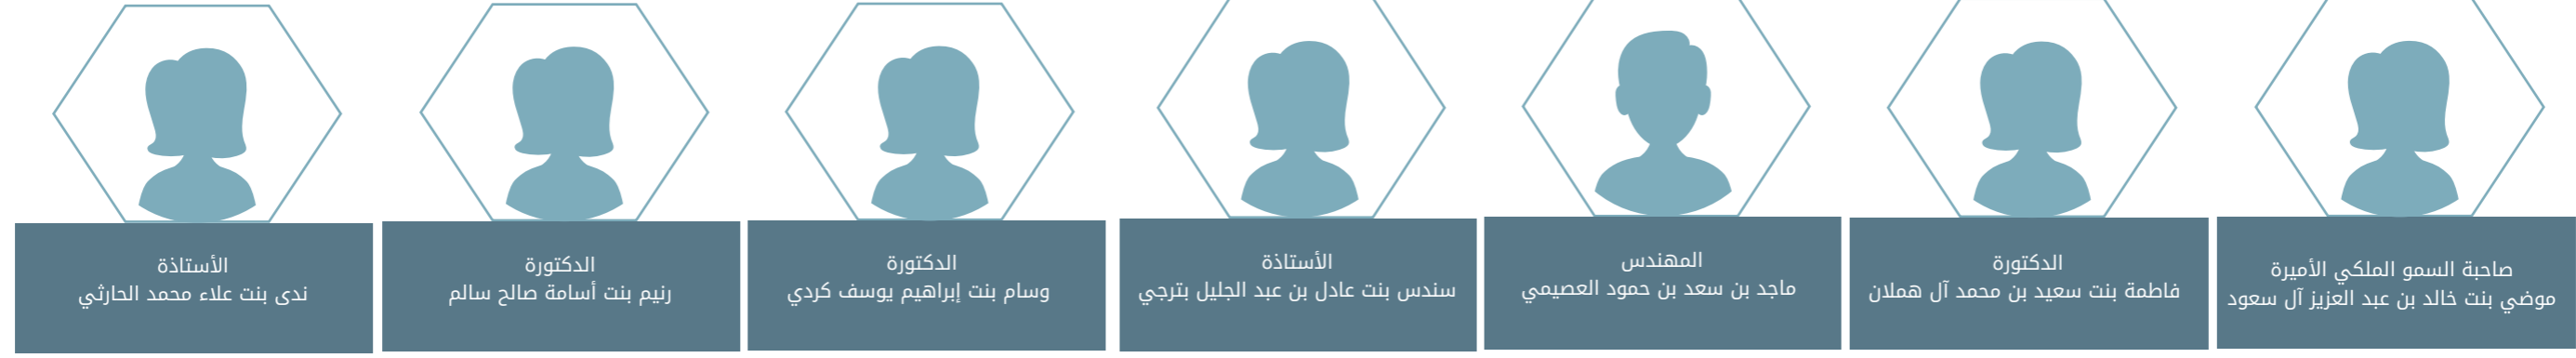 صاحبة السمو الملكي الأميرة
موضي بنت خالد بن عبد العزيز آل سعود
الدكتورة
فاطمة بنت سعيد بن محمد آل هملان
المهندس
ماجد بن سعد بن حمود العصيمي
الأستاذة
سندس بنت عادل بن عبد الجليل بترجي
الدكتورة
وسام بنت إبراهيم يوسف كردي
الدكتورة
رنيم بنت أسامة صالح سالم
الأستاذة
ندى بنت علاء محمد الحارثي